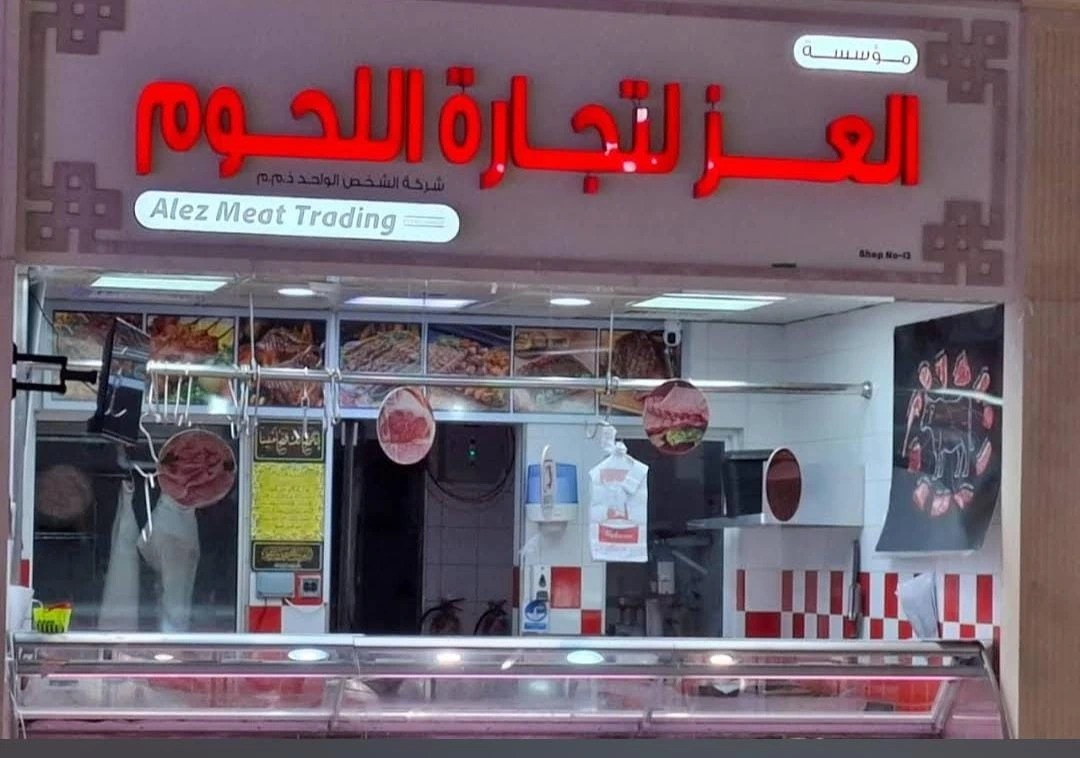 مؤسسة
العز لتجارة اللحوم
شركة الشخص الواحد ذ.م.م
Alez Meat Trading
Shop No-13